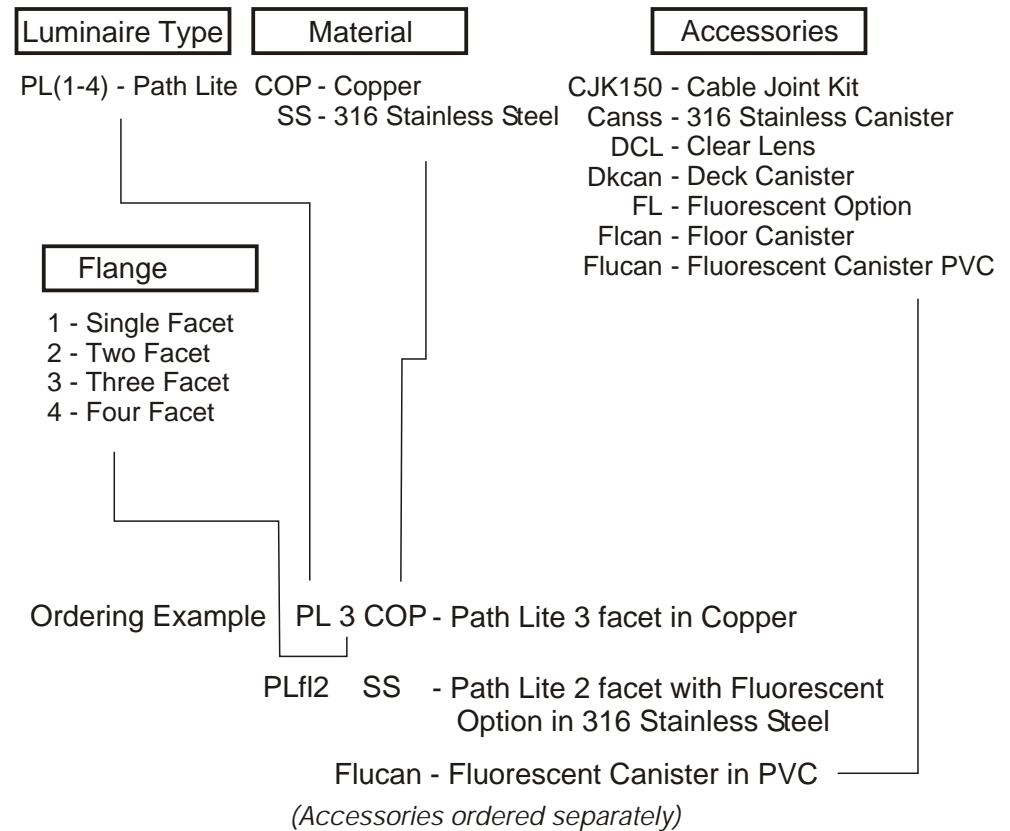 Luminaire Type
PL(1-4) - Path Lite
Material
COP - Copper
SS - 316 Stainless Steel
Accessories
CJK150 - Cable Joint Kit
Canss - 316 Stainless Canister
DCL - Clear Lens
Dkcan - Deck Canister
FL - Fluorescent Option
Flcan - Floor Canister
Flucan - Fluorescent Canister PVC
Flange
1 - Single Facet
2 - Two Facet
3 - Three Facet
4 - Four Facet
Ordering Example PL 3 COP - Path Lite 3 facet in Copper
PLfl2 SS - Path Lite 2 facet with Fluorescent
Option in 316 Stainless Steel
Flucan - Fluorescent Canister in PVC
(Accessories ordered separately)